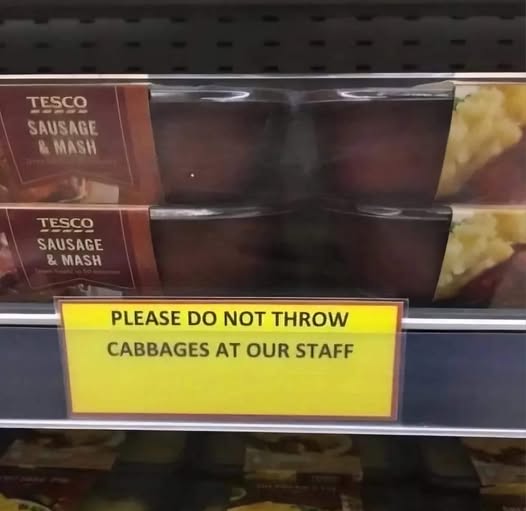 TESCO
SAUSAGE
& MASH
TESCO
SAUSAGE
& MASH
PLEASE DO NOT THROW
CABBAGES AT OUR STAFF